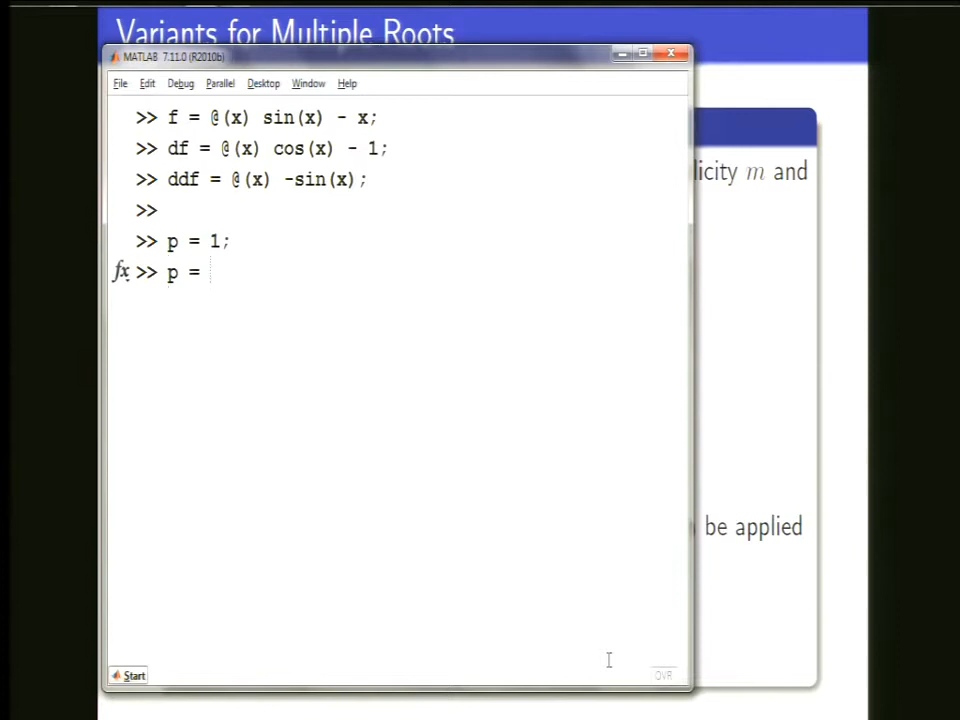 Variants for Multiple Roots
MATLAB 7.11.0 (R2010b)
File Edit Debug Parallel Desktop Window Help
>> f = @(x) sin(x) - x;
>> df = @(x) cos(x) - 1;
>> ddf = @(x) -sin(x);
>>
>> p = 1;
fx >> p =
licity m and
be applied
Start
OVR